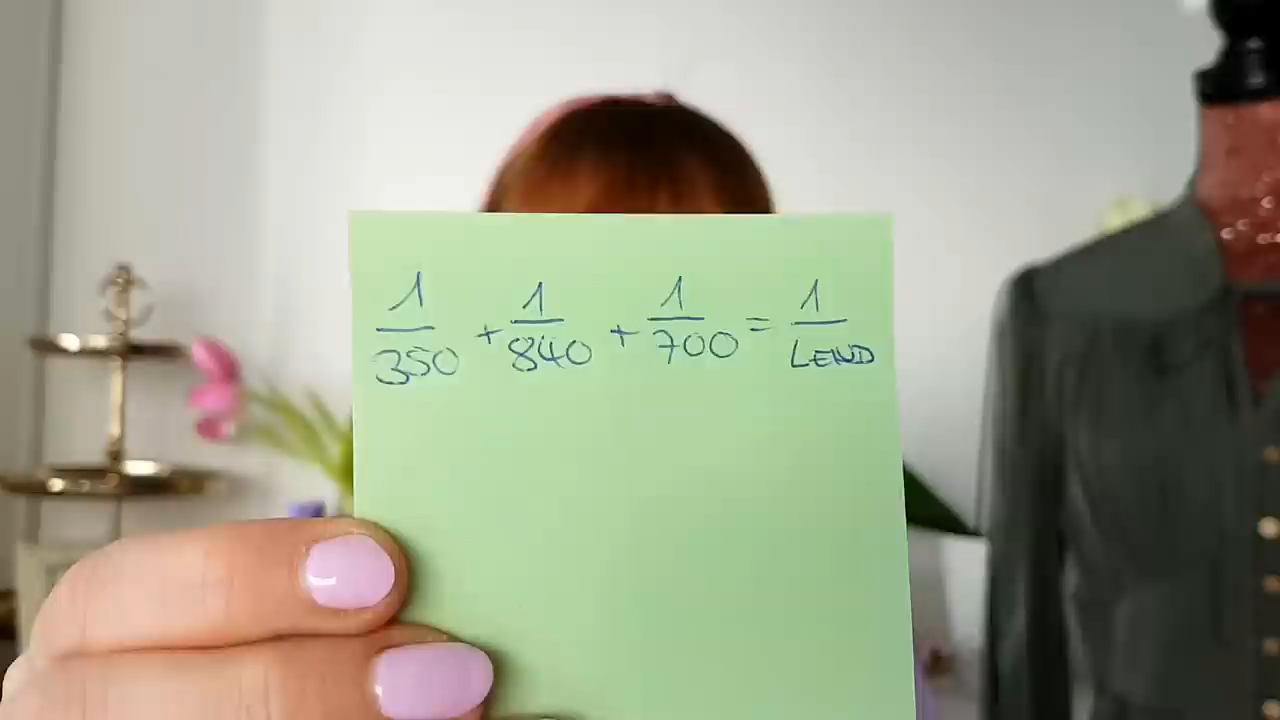 1/350 + 1/840 + 1/700 = 1/LEND